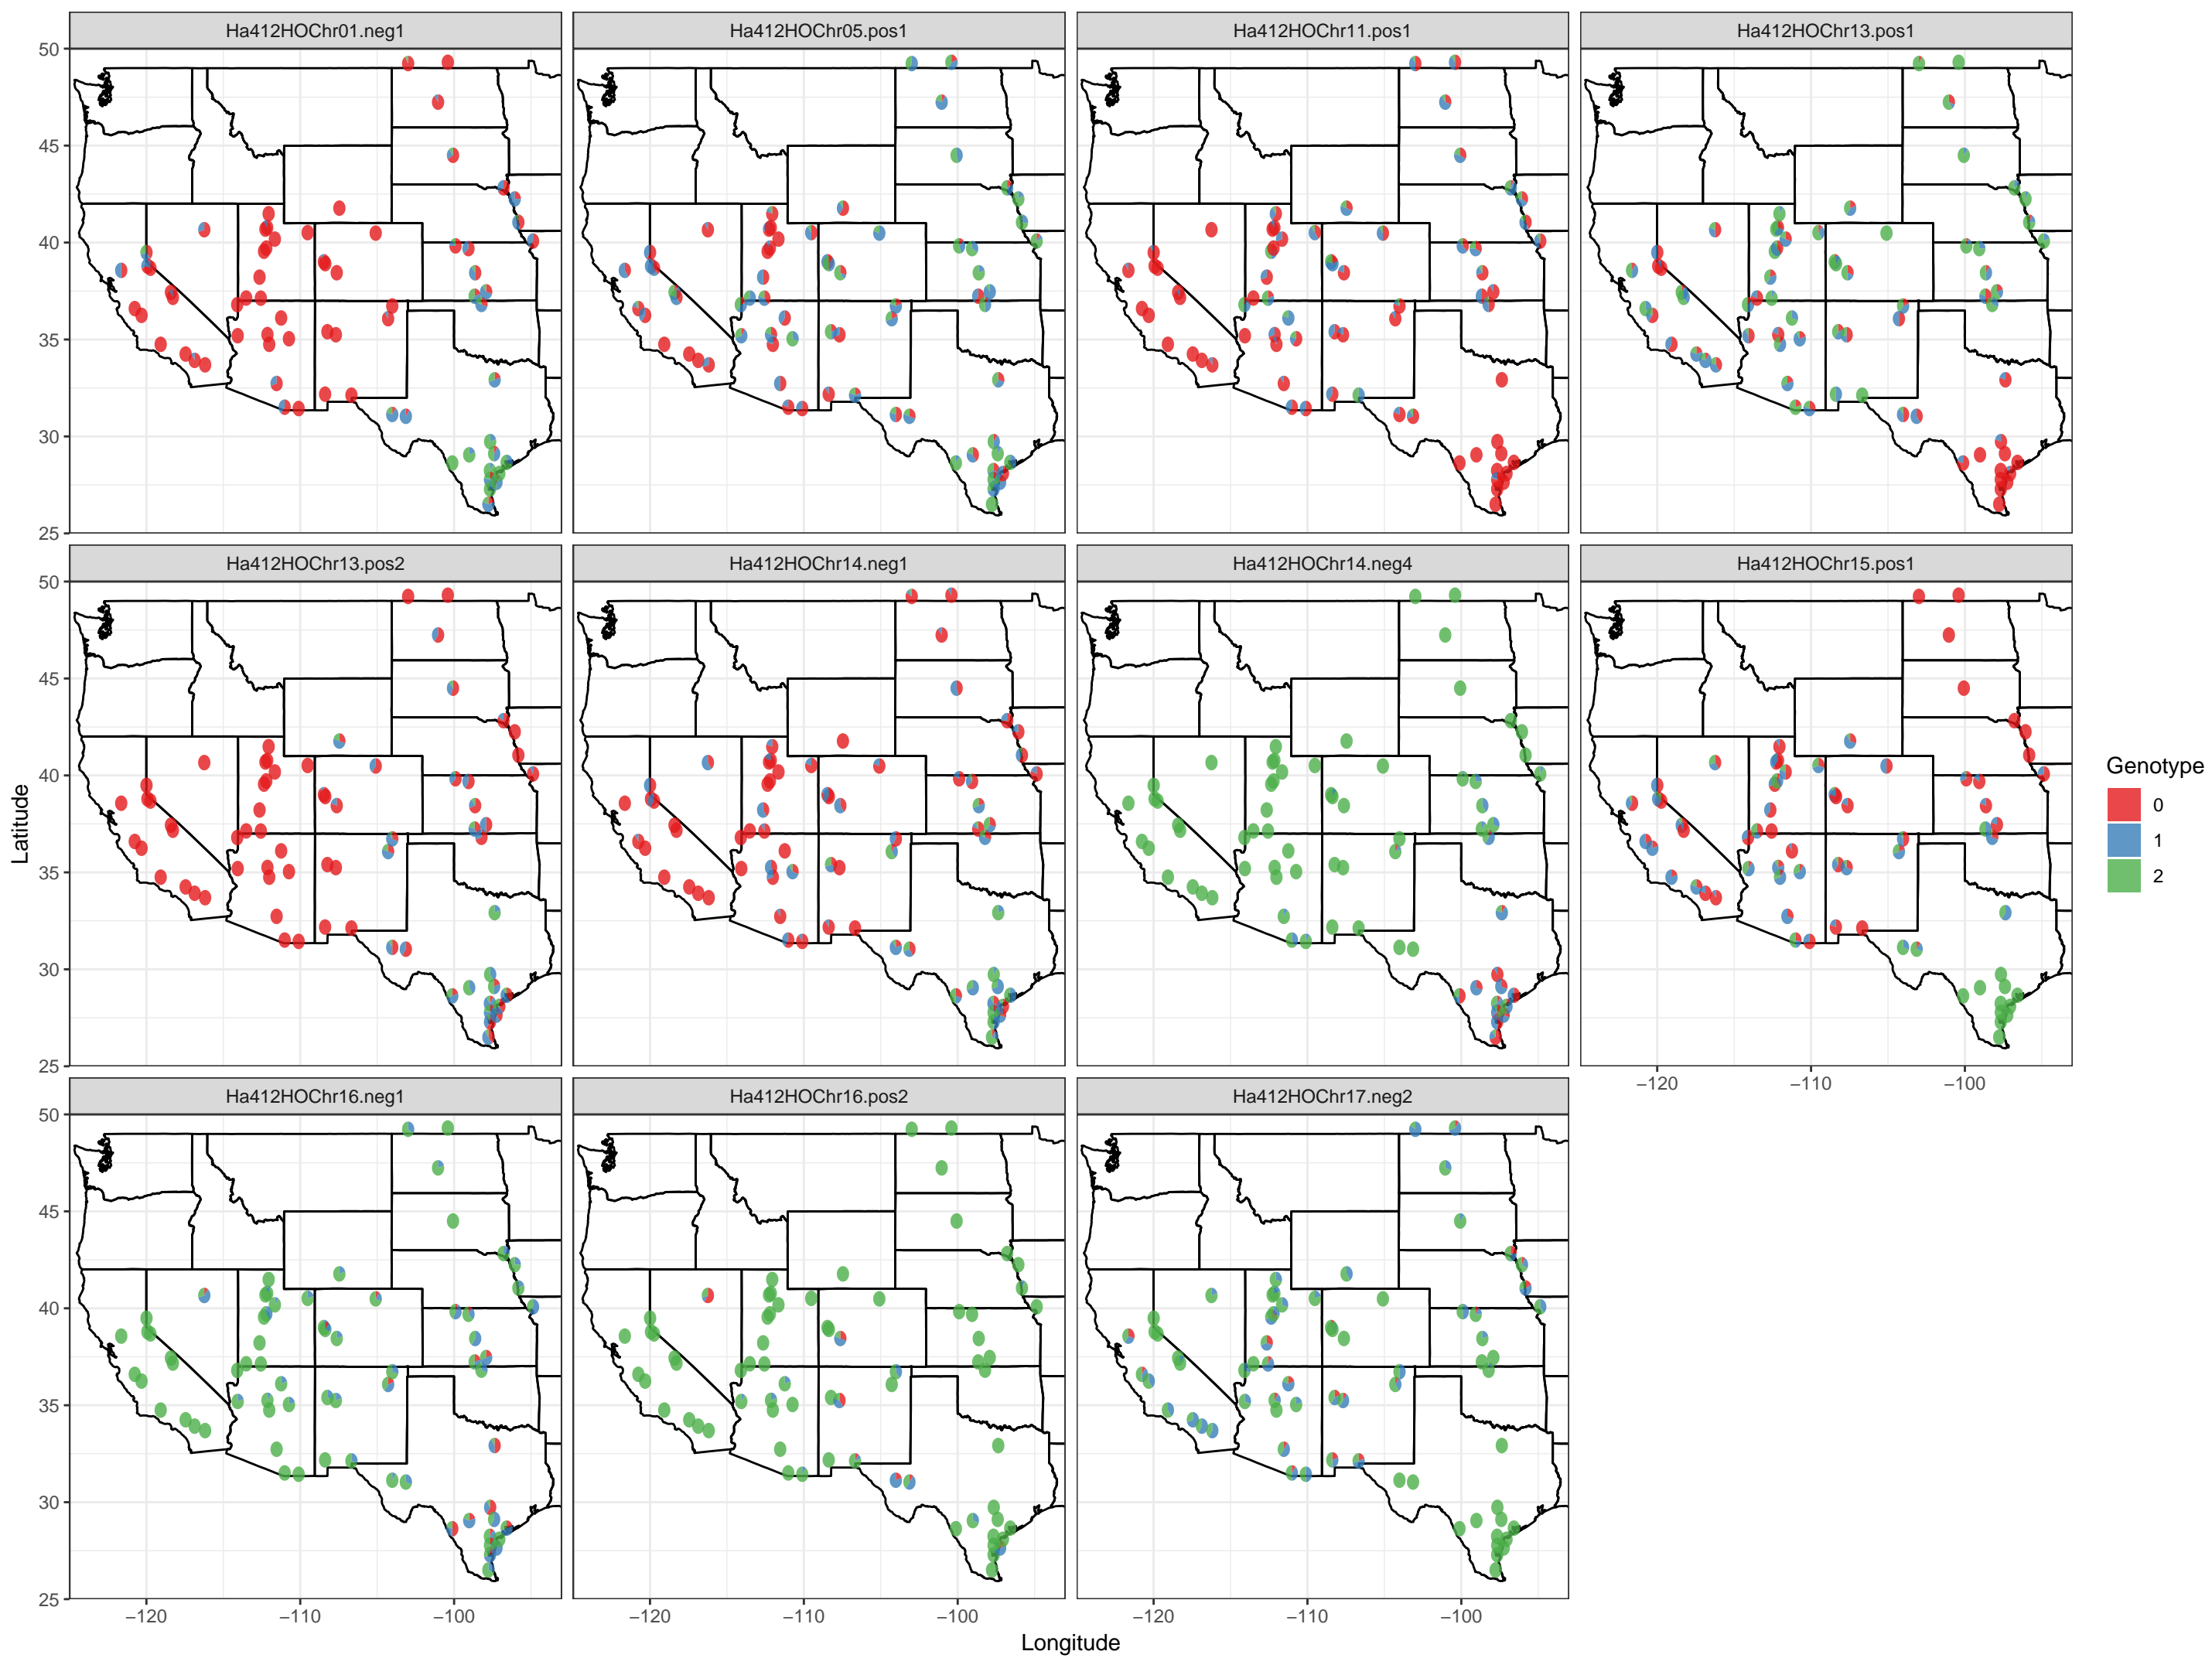 Ha412HOChr01.neg1
Ha412HOChr05.pos1
Ha412HOChr11.pos1
Ha412HOChr13.pos1
50
45
40
35
30
25
Ha412HOChr13.pos2
Ha412HOChr14.neg1
Ha412HOChr14.neg4
Ha412HOChr15.pos1
50
45
40
35
30
25
−120
−110
−100
Latitude
Genotype
0
1
2
Ha412HOChr16.neg1
Ha412HOChr16.pos2
Ha412HOChr17.neg2
50
45
40
35
30
25
−120
−110
−100
−120
−110
−100
−120
−110
−100
Longitude